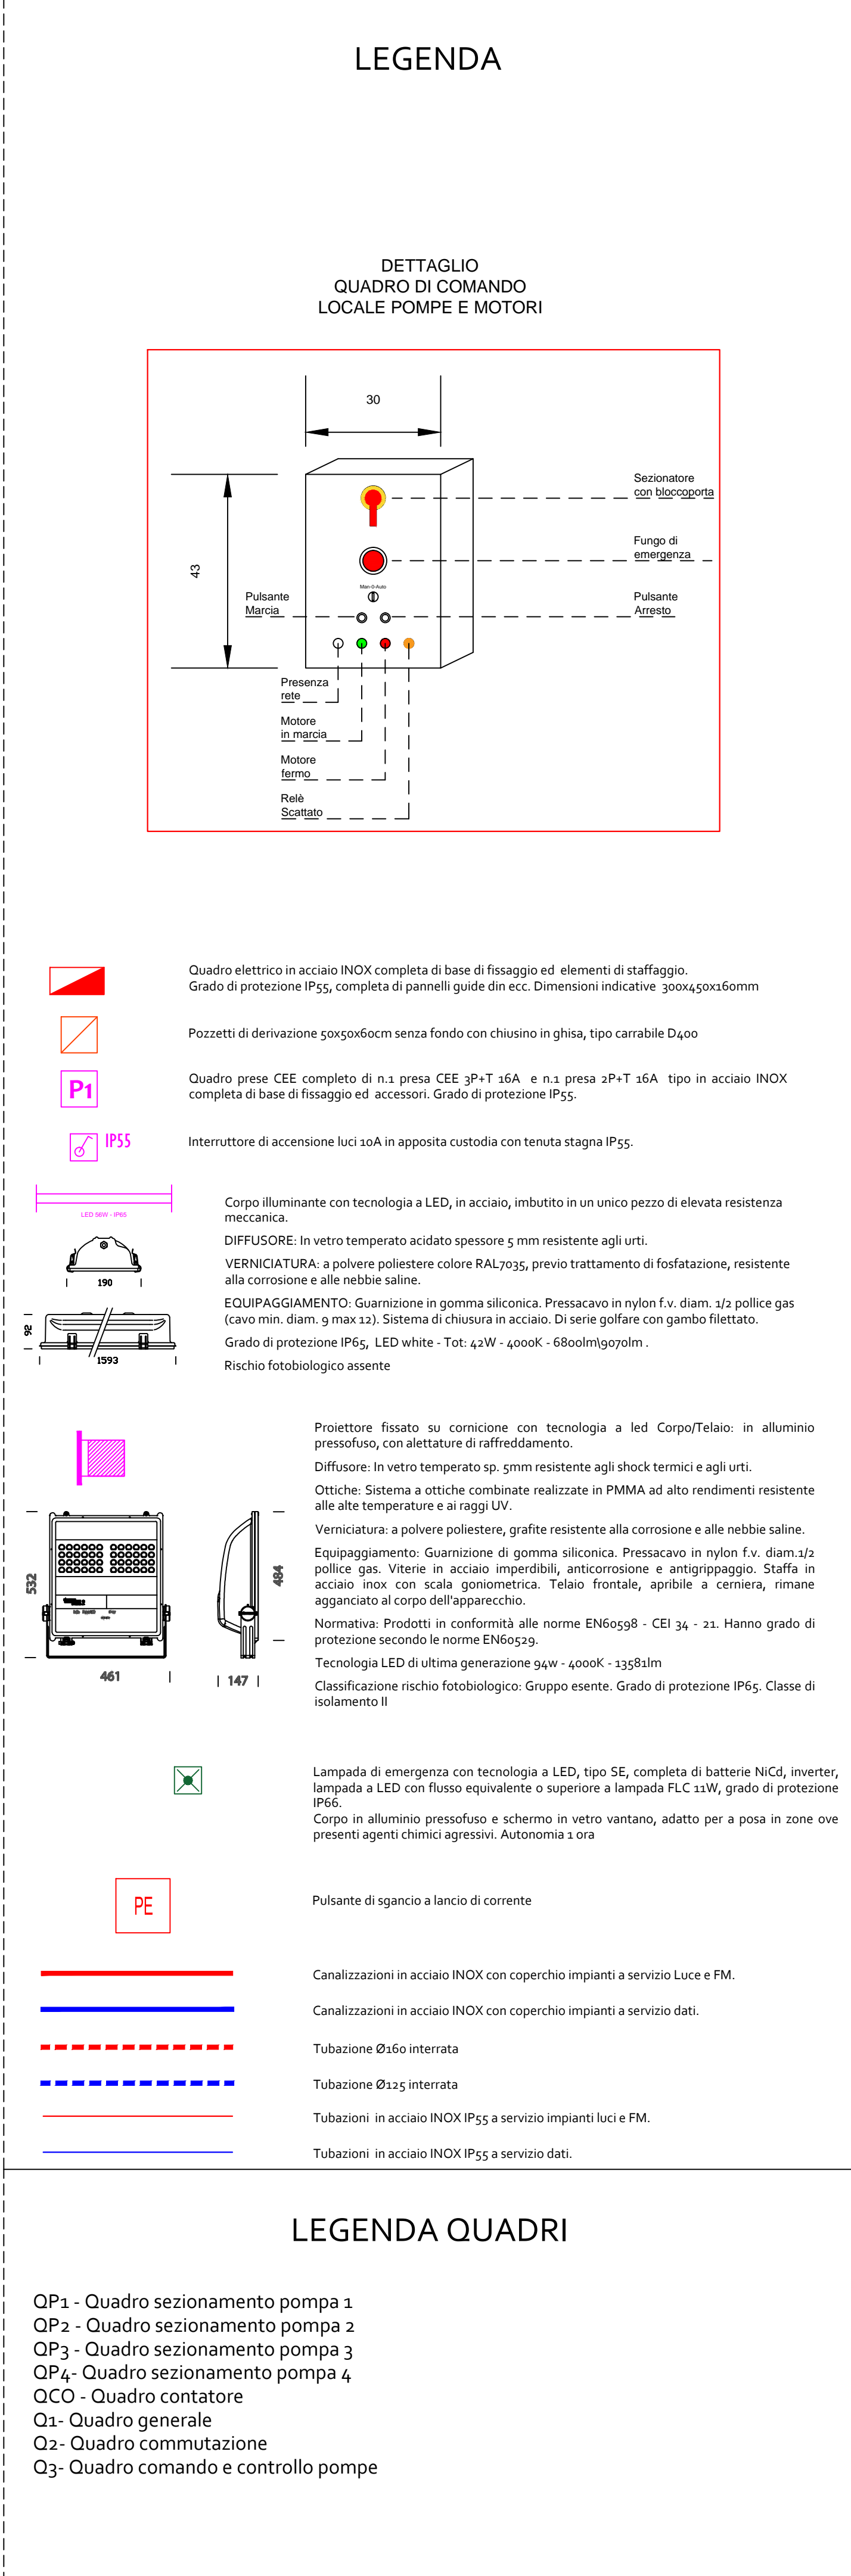 LEGENDA
DETTAGLIO
QUADRO DI COMANDO
LOCALE POMPE E MOTORI
30
43
Sezionatore
con bloccoporta
Fungo di
emergenza
Man-0-Auto
Pulsante
Marcia
Pulsante
Arresto
Presenza
rete
Motore
in marcia
Motore
fermo
Relè
Scattato
Quadro elettrico in acciaio INOX completa di base di fissaggio ed elementi di staffaggio.
Grado di protezione IP55, completa di pannelli guide din ecc. Dimensioni indicative 300x450x160mm
Pozzetti di derivazione 50x50x60cm senza fondo con chiusino in ghisa, tipo carrabile D400
P1
Quadro prese CEE completo di n.1 presa CEE 3P+T 16A e n.1 presa 2P+T 16A tipo in acciaio INOX
completa di base di fissaggio ed accessori. Grado di protezione IP55.
IP55
Interruttore di accensione luci 10A in apposita custodia con tenuta stagna IP55.
LED 56W - IP65
Corpo illuminante con tecnologia a LED, in acciaio, imbutito in un unico pezzo di elevata resistenza
meccanica.
DIFFUSORE: In vetro temperato acidato spessore 5 mm resistente agli urti.
VERNICIATURA: a polvere poliestere colore RAL7035, previo trattamento di fosfatazione, resistente
alla corrosione e alle nebbie saline.
190
EQUIPAGGIAMENTO: Guarnizione in gomma siliconica. Pressacavo in nylon f.v. diam. 1/2 pollice gas
(cavo min. diam. 9 max 12). Sistema di chiusura in acciaio. Di serie golfare con gambo filettato.
92
Grado di protezione IP65, LED white - Tot: 42W - 4000K - 6800lm\9070lm .
1593
Rischio fotobiologico assente
Proiettore fissato su cornicione con tecnologia a led Corpo/Telaio: in alluminio
pressofuso, con alettature di raffreddamento.
Diffusore: In vetro temperato sp. 5mm resistente agli shock termici e agli urti.
Ottiche: Sistema a ottiche combinate realizzate in PMMA ad alto rendimenti resistente
alle alte temperature e ai raggi UV.
Verniciatura: a polvere poliestere, grafite resistente alla corrosione e alle nebbie saline.
Equipaggiamento: Guarnizione di gomma siliconica. Pressacavo in nylon f.v. diam.1/2
pollice gas. Viterie in acciaio imperdibili, anticorrosione e antigrippaggio. Staffa in
acciaio inox con scala goniometrica. Telaio frontale, apribile a cerniera, rimane
agganciato al corpo dell'apparecchio.
532
484
Normativa: Prodotti in conformità alle norme EN60598 - CEI 34 - 21. Hanno grado di
protezione secondo le norme EN60529.
Tecnologia LED di ultima generazione 94w - 4000K - 13581lm
461
147
Classificazione rischio fotobiologico: Gruppo esente. Grado di protezione IP65. Classe di
isolamento II
Lampada di emergenza con tecnologia a LED, tipo SE, completa di batterie NiCd, inverter,
lampada a LED con flusso equivalente o superiore a lampada FLC 11W, grado di protezione
IP66.
Corpo in alluminio pressofuso e schermo in vetro vantano, adatto per a posa in zone ove
presenti agenti chimici agressivi. Autonomia 1 ora
PE
Pulsante di sgancio a lancio di corrente
Canalizzazioni in acciaio INOX con coperchio impianti a servizio Luce e FM.
Canalizzazioni in acciaio INOX con coperchio impianti a servizio dati.
Tubazione Ø160 interrata
Tubazione Ø125 interrata
Tubazioni in acciaio INOX IP55 a servizio impianti luci e FM.
Tubazioni in acciaio INOX IP55 a servizio dati.
LEGENDA QUADRI
QP1 - Quadro sezionamento pompa 1
QP2 - Quadro sezionamento pompa 2
QP3 - Quadro sezionamento pompa 3
QP4- Quadro sezionamento pompa 4
QCO - Quadro contatore
Q1- Quadro generale
Q2- Quadro commutazione
Q3- Quadro comando e controllo pompe